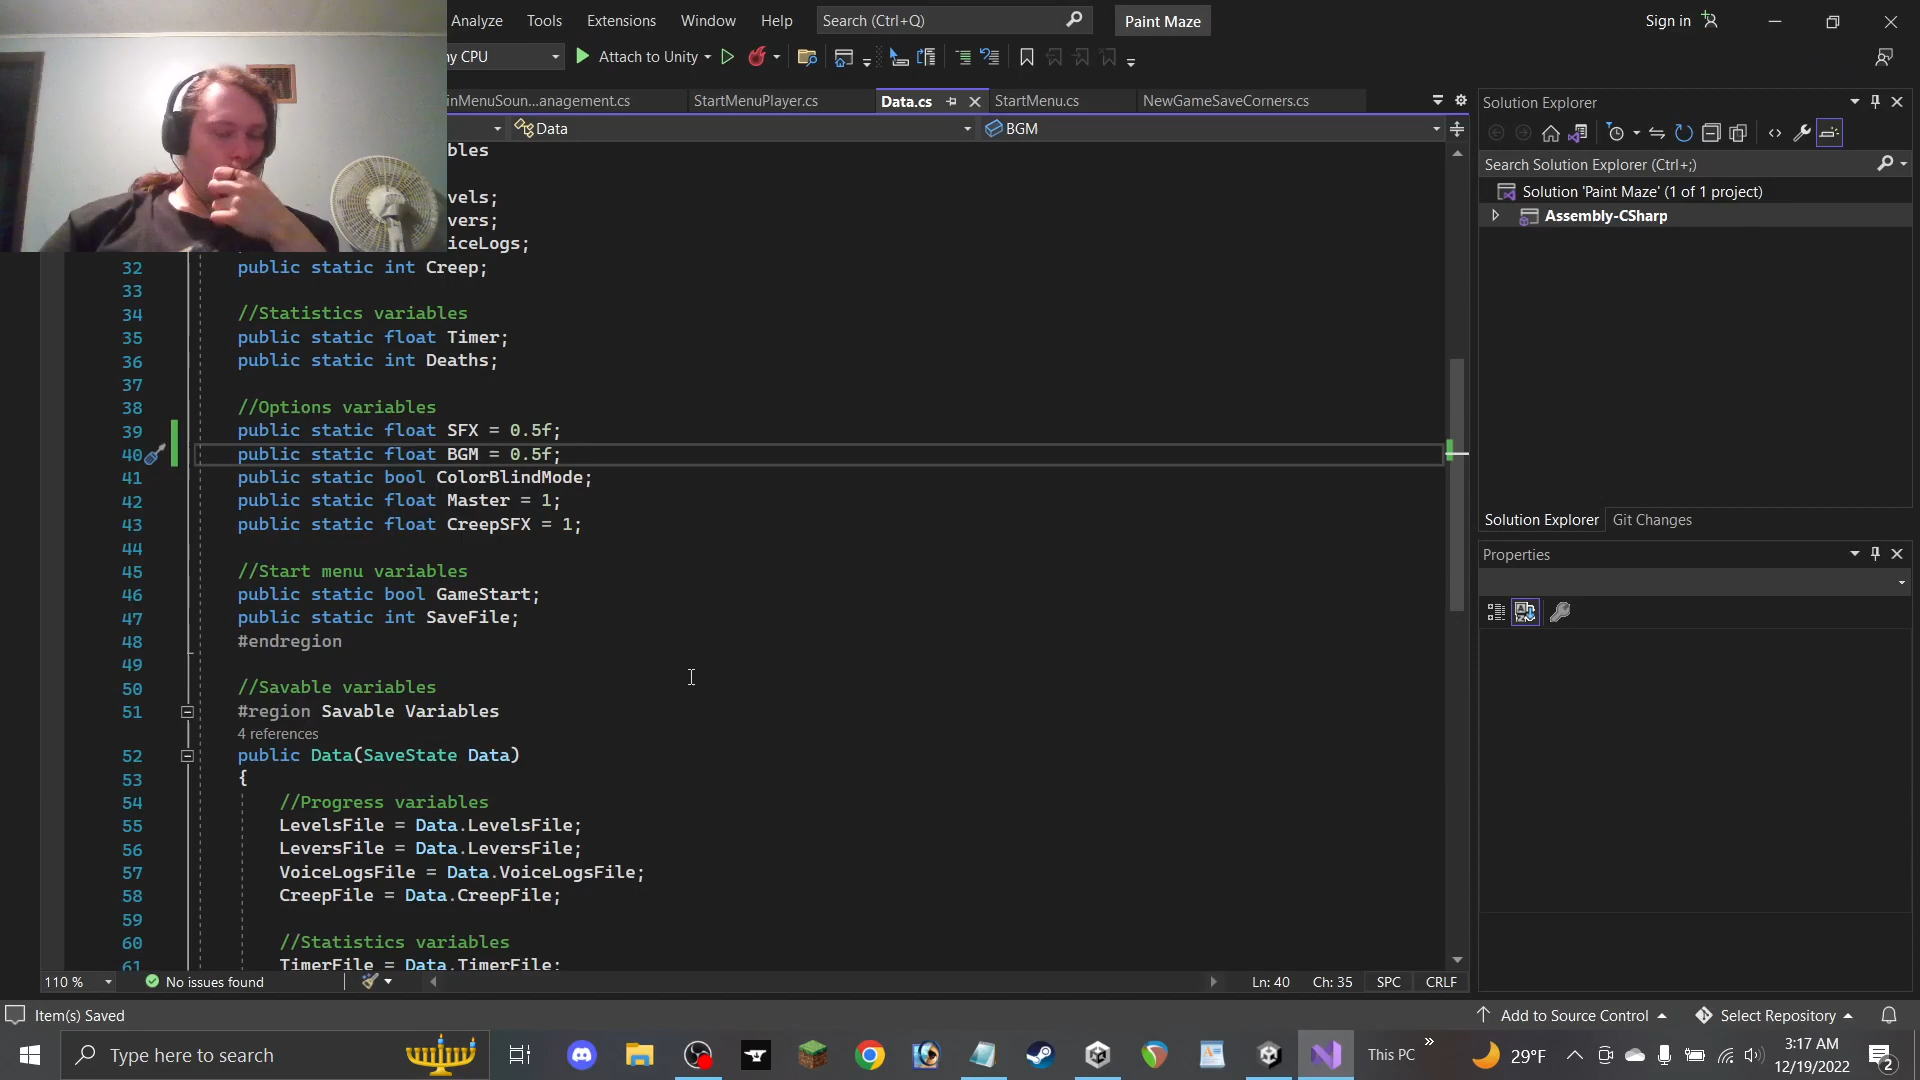 Analyze Tools Extensions Window Help Search (Ctrl+Q) Paint Maze Sign in
ny CPU Attach to Unity
inMenuSoun...anagement.cs StartMenuPlayer.cs Data.cs StartMenu.cs NewGameSaveCorners.cs
Data BGM
bles
vels;
vers;
iceLogs;
32 public static int Creep;
33
34 //Statistics variables
35 public static float Timer;
36 public static int Deaths;
37
38 //Options variables
39 public static float SFX = 0.5f;
40 public static float BGM = 0.5f;
41 public static bool ColorBlindMode;
42 public static float Master = 1;
43 public static float CreepSFX = 1;
44
45 //Start menu variables
46 public static bool GameStart;
47 public static int SaveFile;
48 #endregion
49
50 //Savable variables
51 #region Savable Variables
4 references
52 public Data(SaveState Data)
53 {
54 //Progress variables
55 LevelsFile = Data.LevelsFile;
56 LeversFile = Data.LeversFile;
57 VoiceLogsFile = Data.VoiceLogsFile;
58 CreepFile = Data.CreepFile;
59
60 //Statistics variables
61 TimerFile = Data.TimerFile;
110 % No issues found Ln: 40 Ch: 35 SPC CRLF
Solution Explorer
Search Solution Explorer (Ctrl+;)
Solution 'Paint Maze' (1 of 1 project)
Assembly-CSharp
Solution Explorer Git Changes
Properties
Item(s) Saved Add to Source Control Select Repository
Type here to search This PC » 29°F 3:17 AM
12/19/2022
2